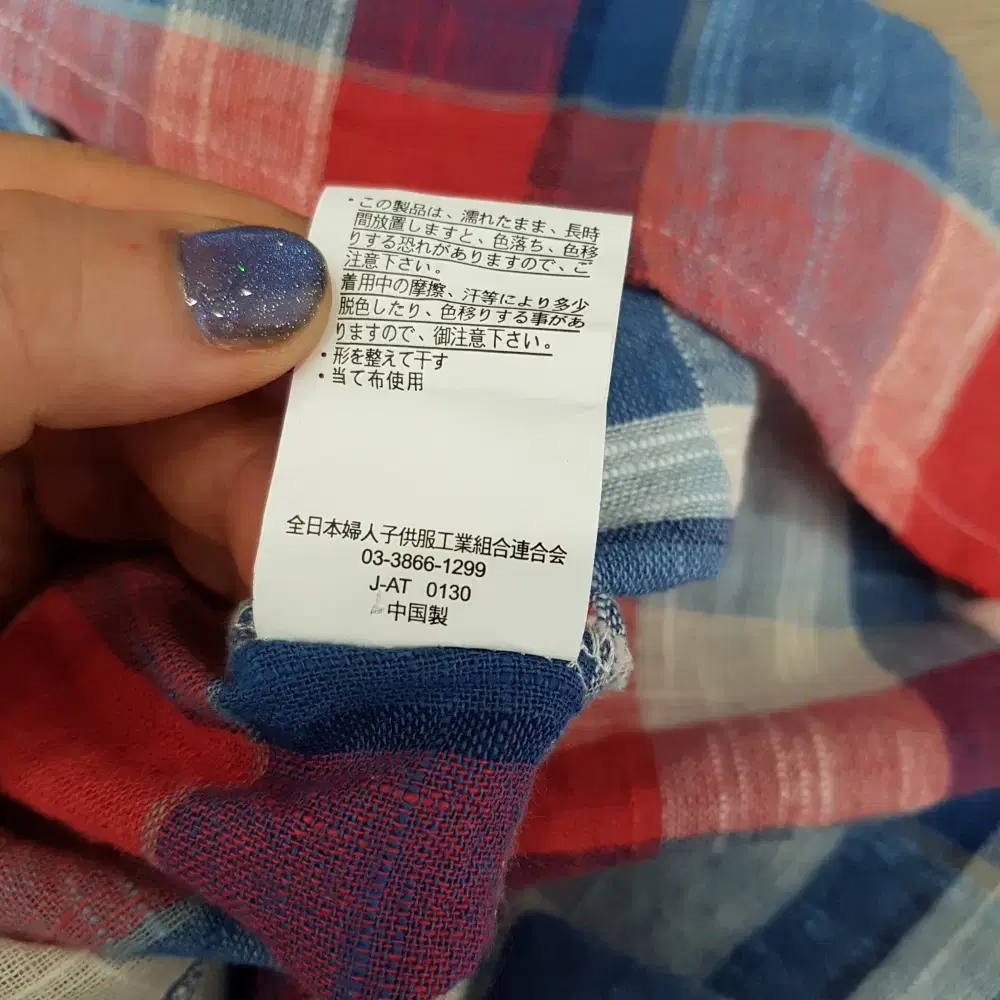 ・この製品は、濡れたまま、長時
間放置しますと、色落ち、色移
りする恐れがありますので、ご
注意下さい。
着用中の摩擦、汗等により多少
脱色したり、色移りする事があ
りますので、御注意下さい。
・形を整えて干す
・当て布使用
全日本婦人子供服工業組合連合会
03-3866-1299
J-AT 0130
中国製